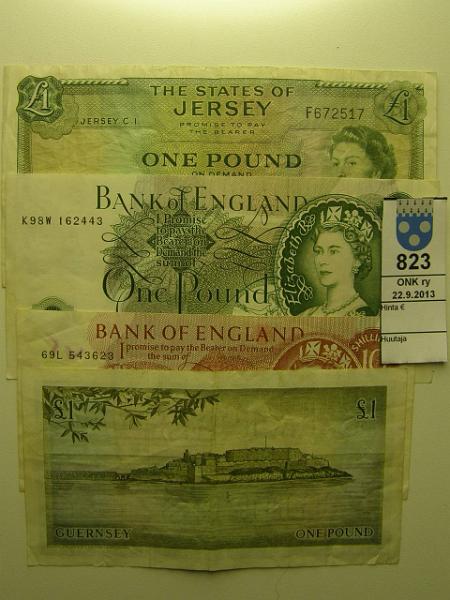 £1
THE STATES OF
JERSEY
£1
JERSEY.C.I.
PROMISE TO PAY
THE BEARER
F672517
ONE POUND
ON DEMAND
BANK of ENGLAND
K98W 162443
I Promise
to pay the
Bearer on
Demand the
sum of
One Pound
Elizabeth R
823
ONK ry
22.9.2013
Hinta €
Huutaja
BANK OF ENGLAND
69L 543623
I promise to pay the Bearer on Demand
the sum of
SHILLI
10
£1
£1
GUERNSEY
ONE POUND